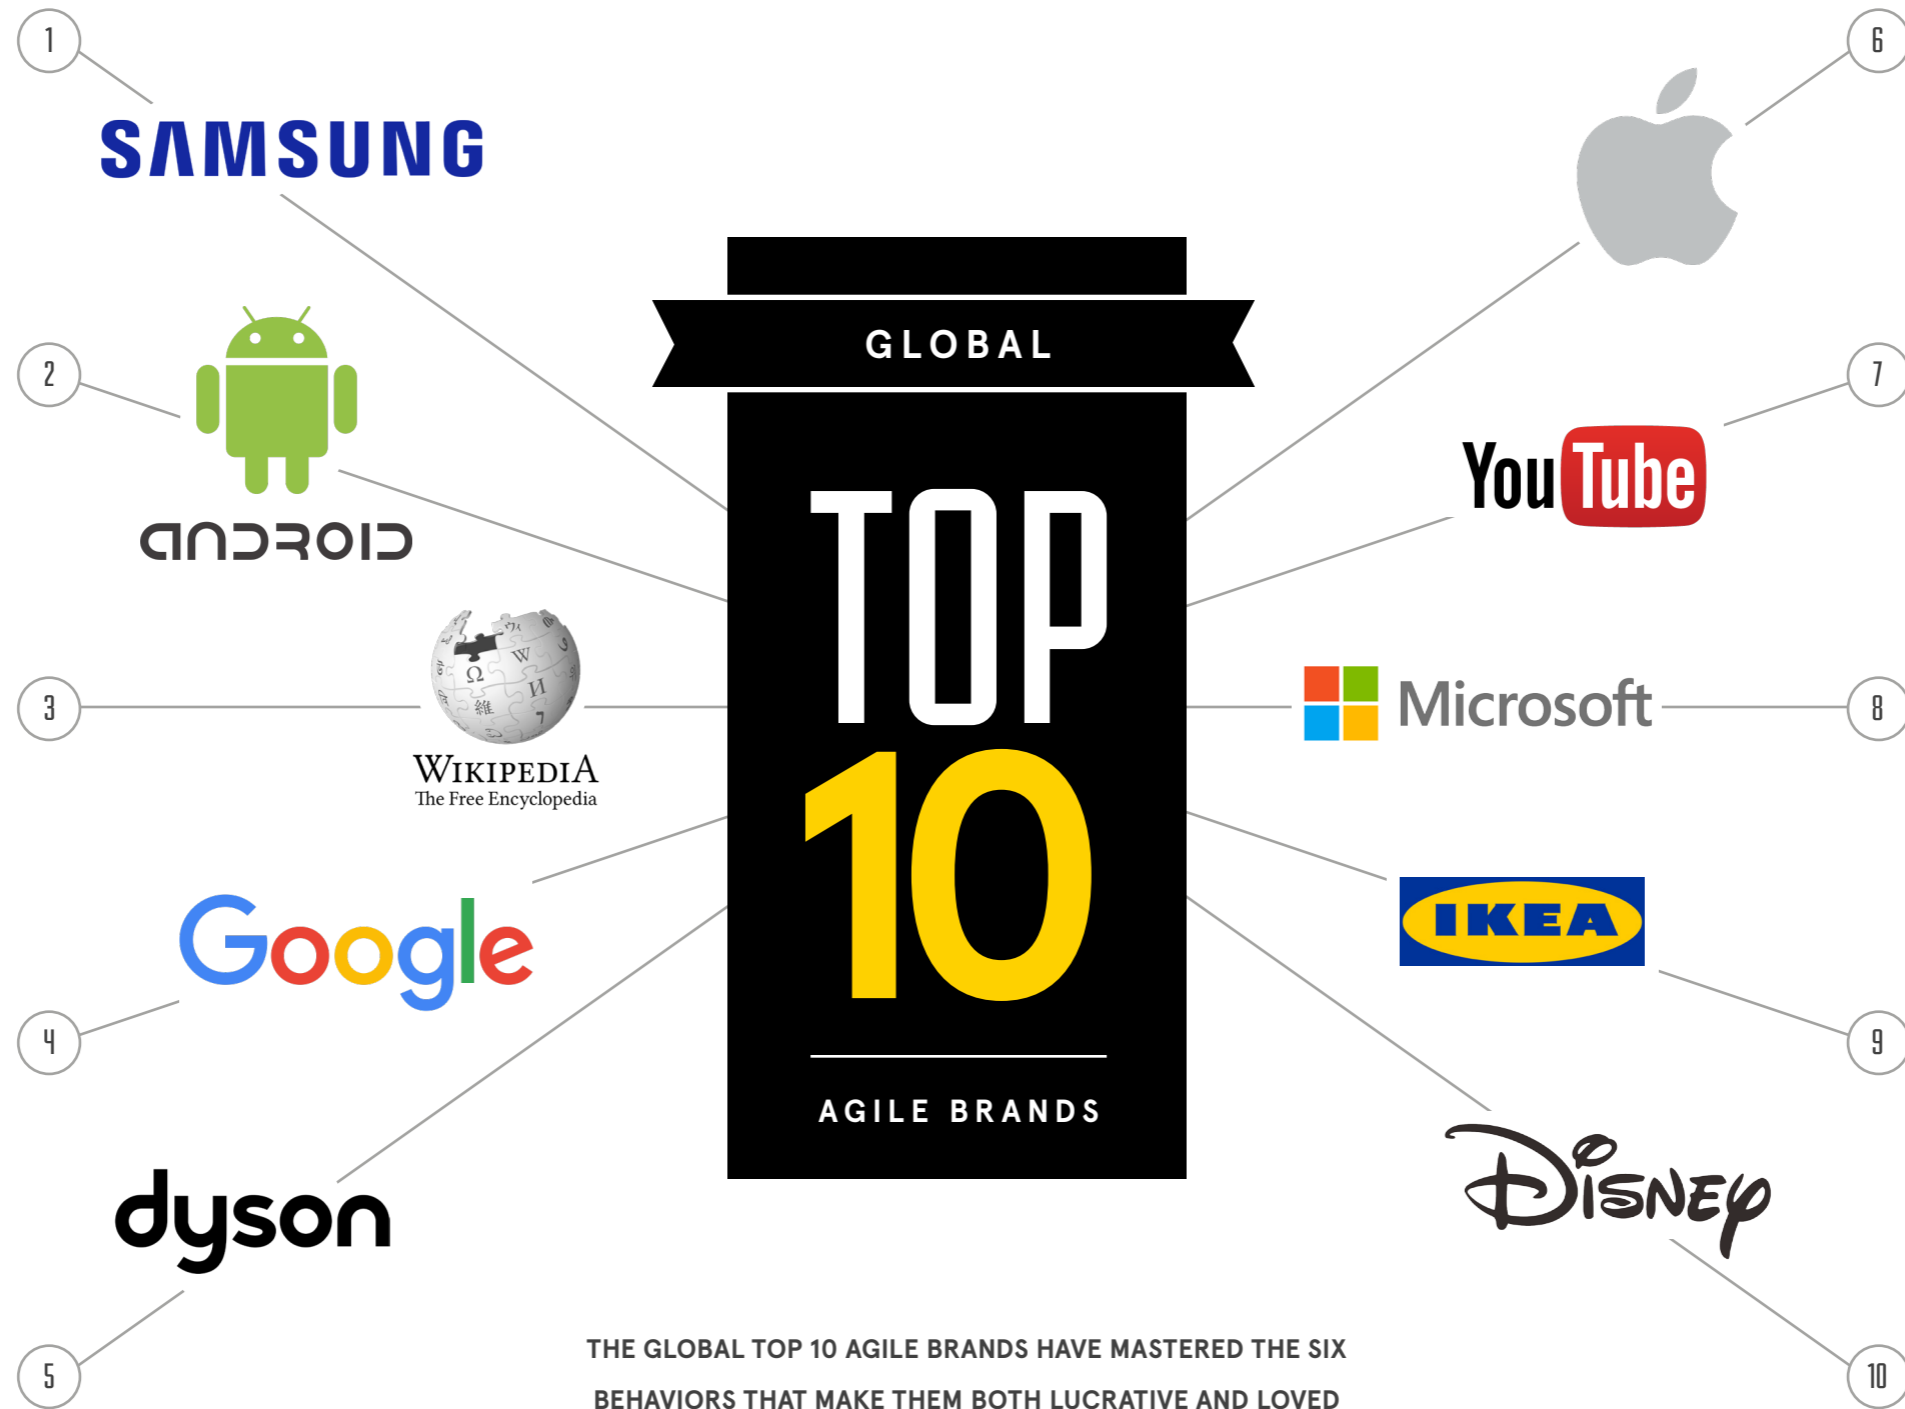 1
SAMSUNG
2
ANDROID
3
Ω
W
И
維
7
WIKIPEDIA
The Free Encyclopedia
4
Google
5
dyson
GLOBAL
TOP
10
AGILE BRANDS
6
7
YouTube
8
Microsoft
9
IKEA
10
DISNEY
THE GLOBAL TOP 10 AGILE BRANDS HAVE MASTERED THE SIX
BEHAVIORS THAT MAKE THEM BOTH LUCRATIVE AND LOVED